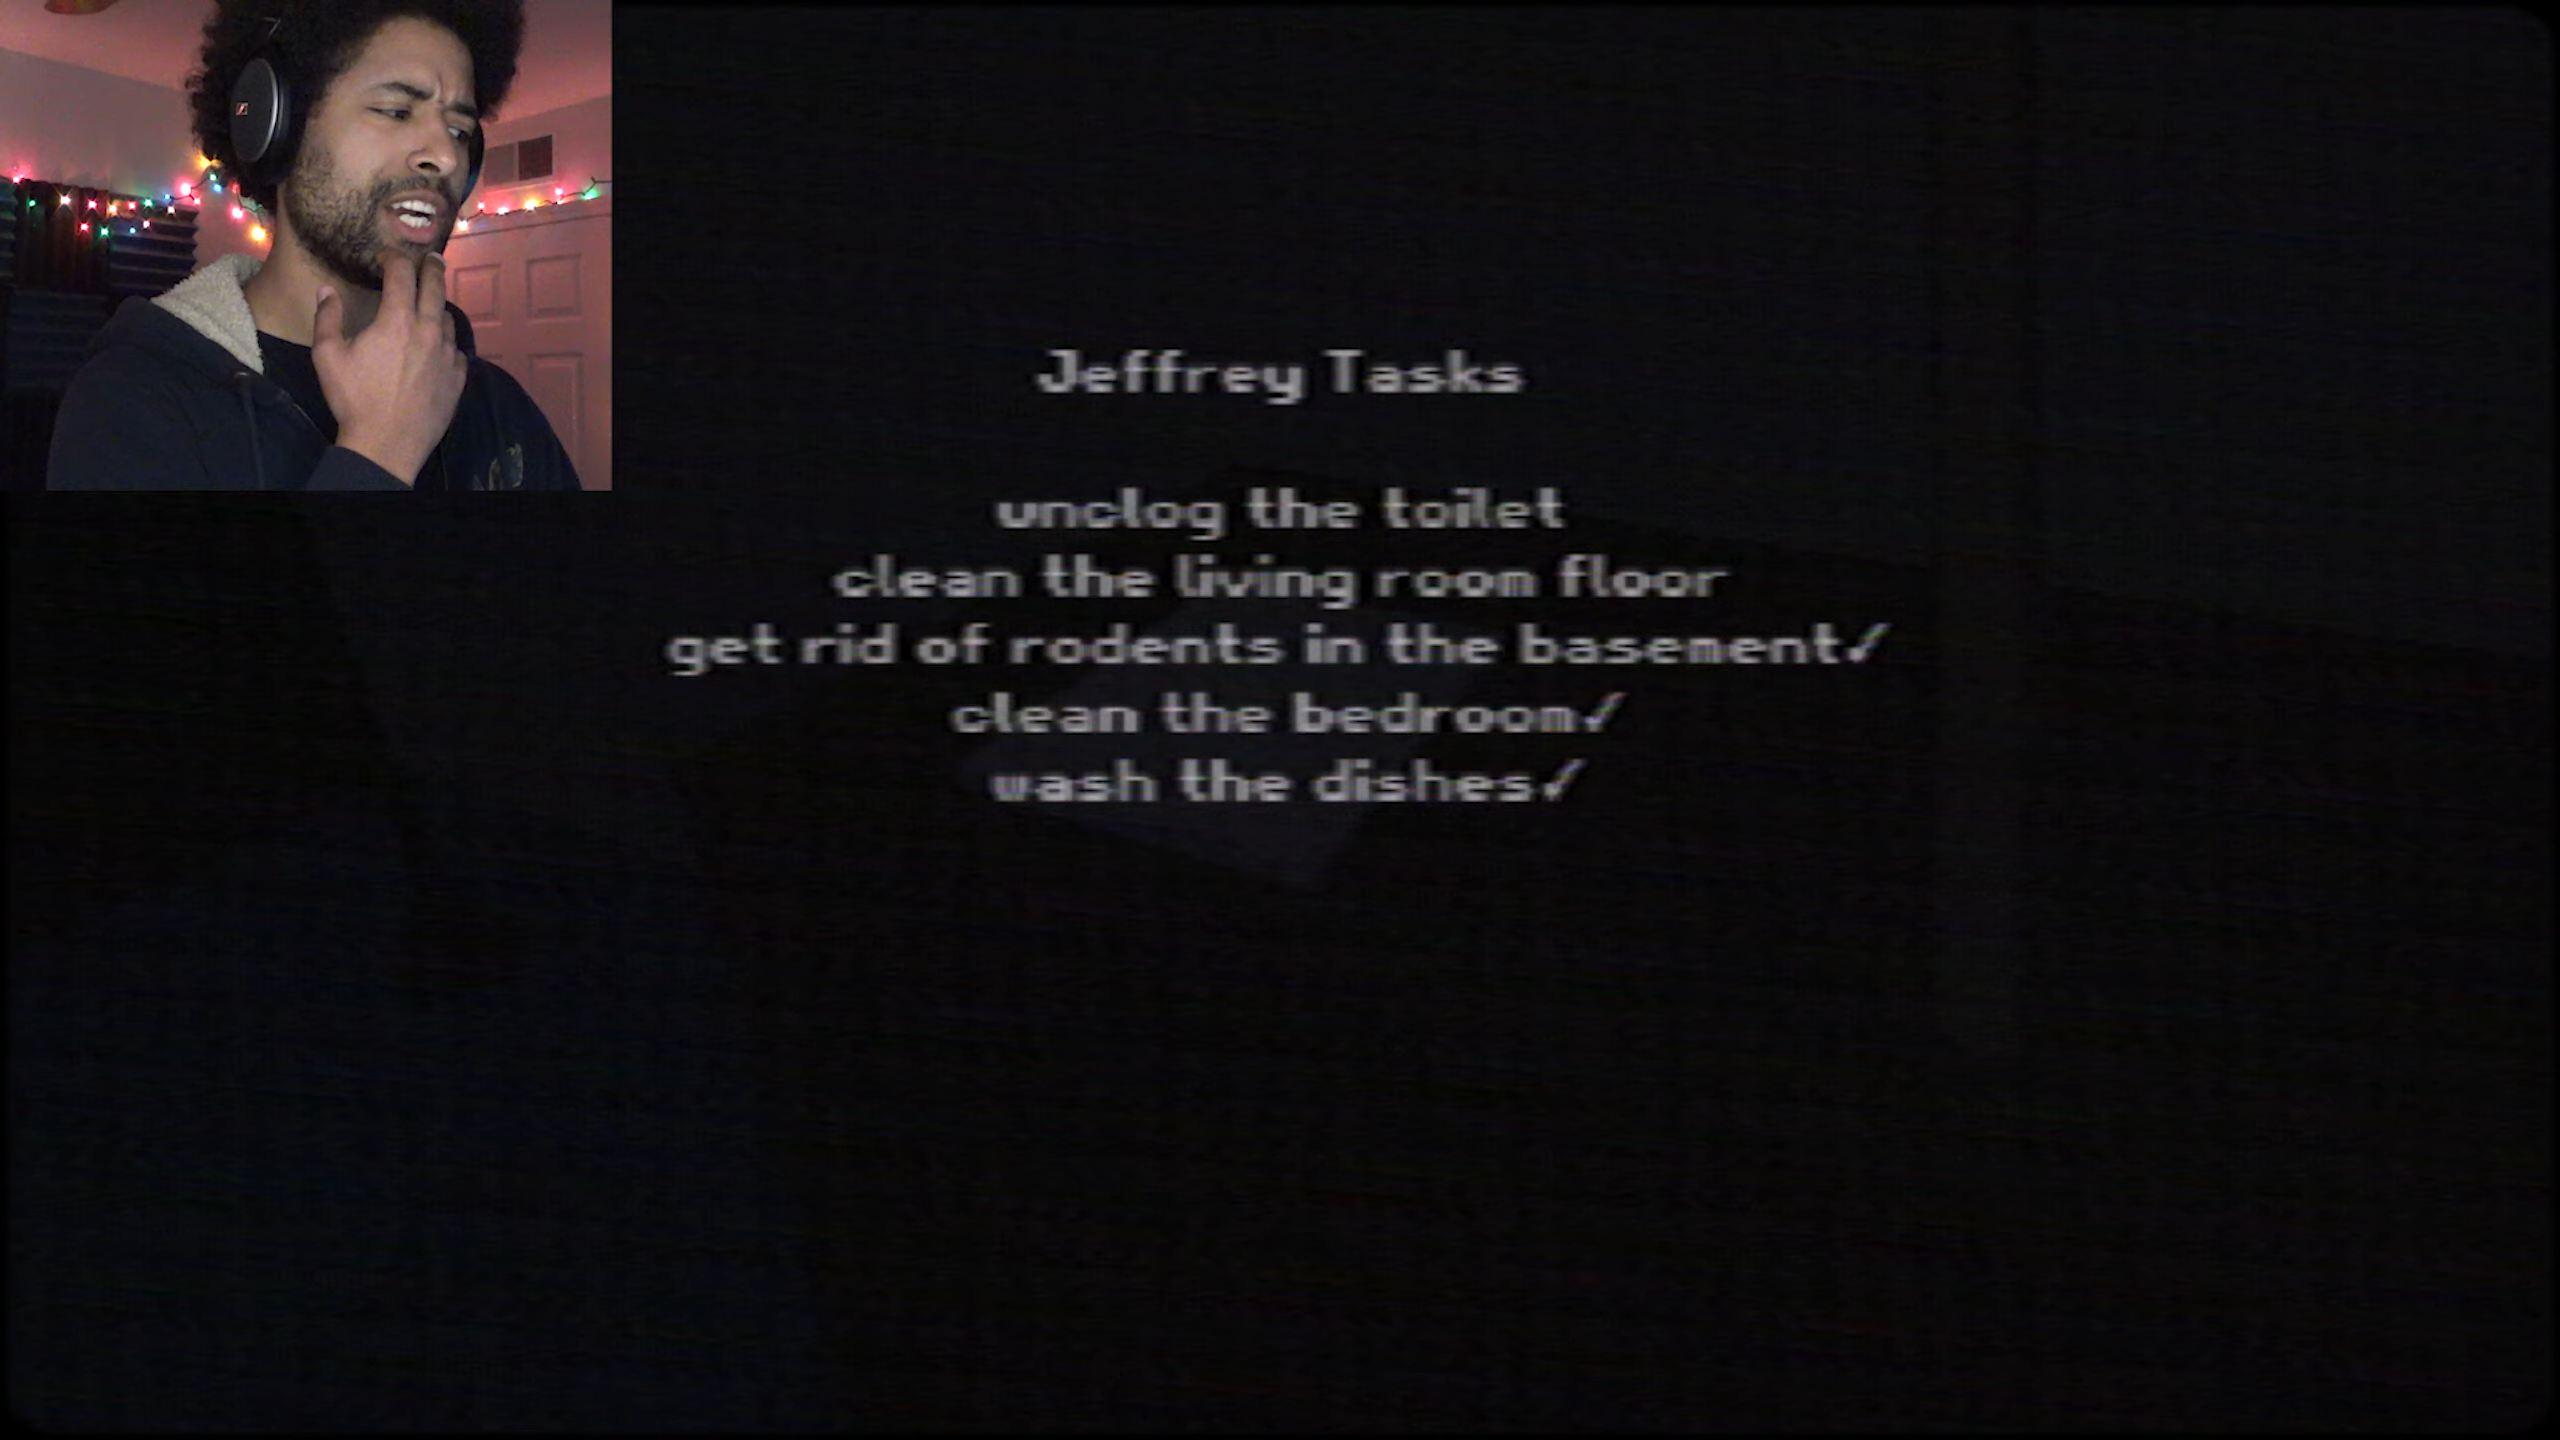 Jeffrey Tasks
unclog the toilet
clean the living room floor
get rid of rodents in the basement✓
clean the bedroom✓
wash the dishes✓